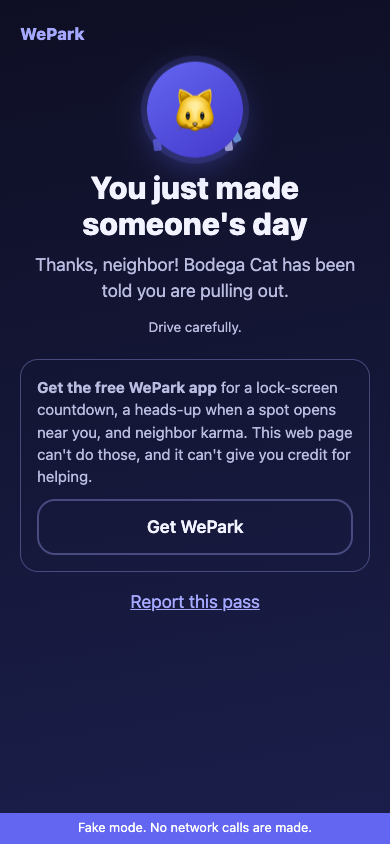 WePark
You just made
someone's day
Thanks, neighbor! Bodega Cat has been
told you are pulling out.
Drive carefully.
Get the free WePark app for a lock-screen
countdown, a heads-up when a spot opens
near you, and neighbor karma. This web page
can't do those, and it can't give you credit for
helping.
Get WePark
Report this pass
Fake mode. No network calls are made.